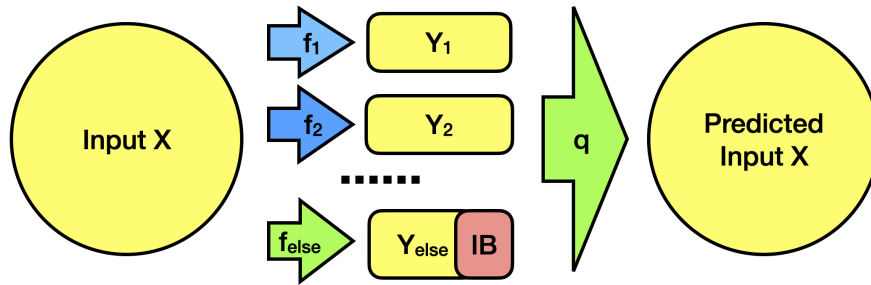 Input X
f1
Y1
f2
Y2
felse
Yelse
IB
q
Predicted
Input X